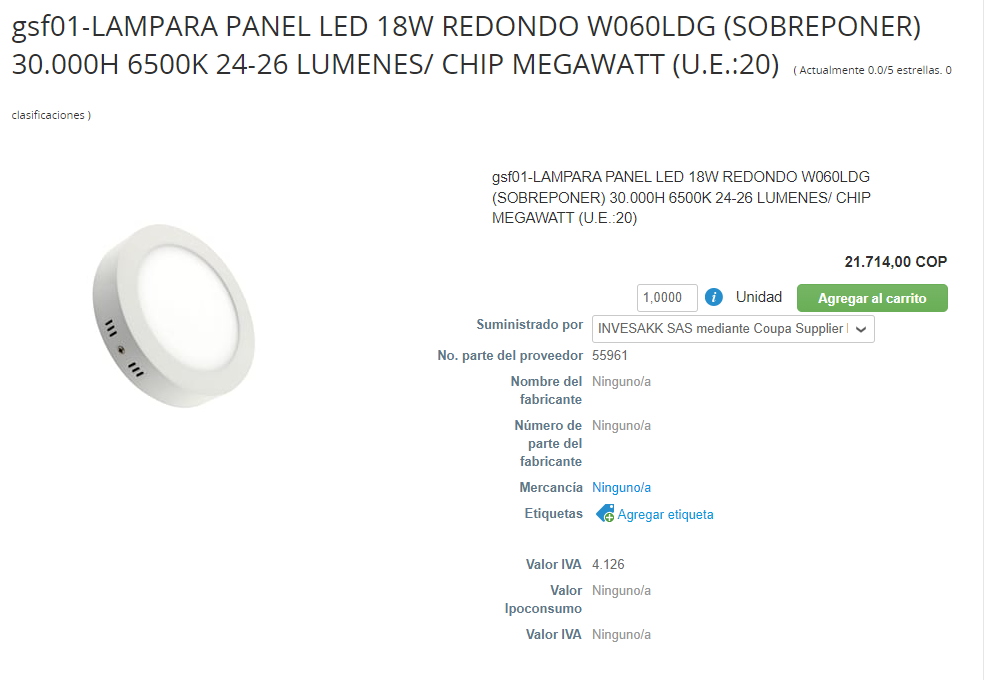 gsf01-LAMPARA PANEL LED 18W REDONDO W060LDG (SOBREPONER)
30.000H 6500K 24-26 LUMENES/ CHIP MEGAWATT (U.E.:20) ( Actualmente 0.0/5 estrellas. 0
clasificaciones )
gsf01-LAMPARA PANEL LED 18W REDONDO W060LDG
(SOBREPONER) 30.000H 6500K 24-26 LUMENES/ CHIP
MEGAWATT (U.E.:20)
21.714,00 COP
1,0000 i Unidad Agregar al carrito
Suministrado por INVESAKK SAS mediante Coupa Supplier
No. parte del proveedor 55961
Nombre del Ninguno/a
fabricante
Número de Ninguno/a
parte del
fabricante
Mercancía Ninguno/a
Etiquetas Agregar etiqueta
Valor IVA 4.126
Valor Ninguno/a
Ipoconsumo
Valor IVA Ninguno/a